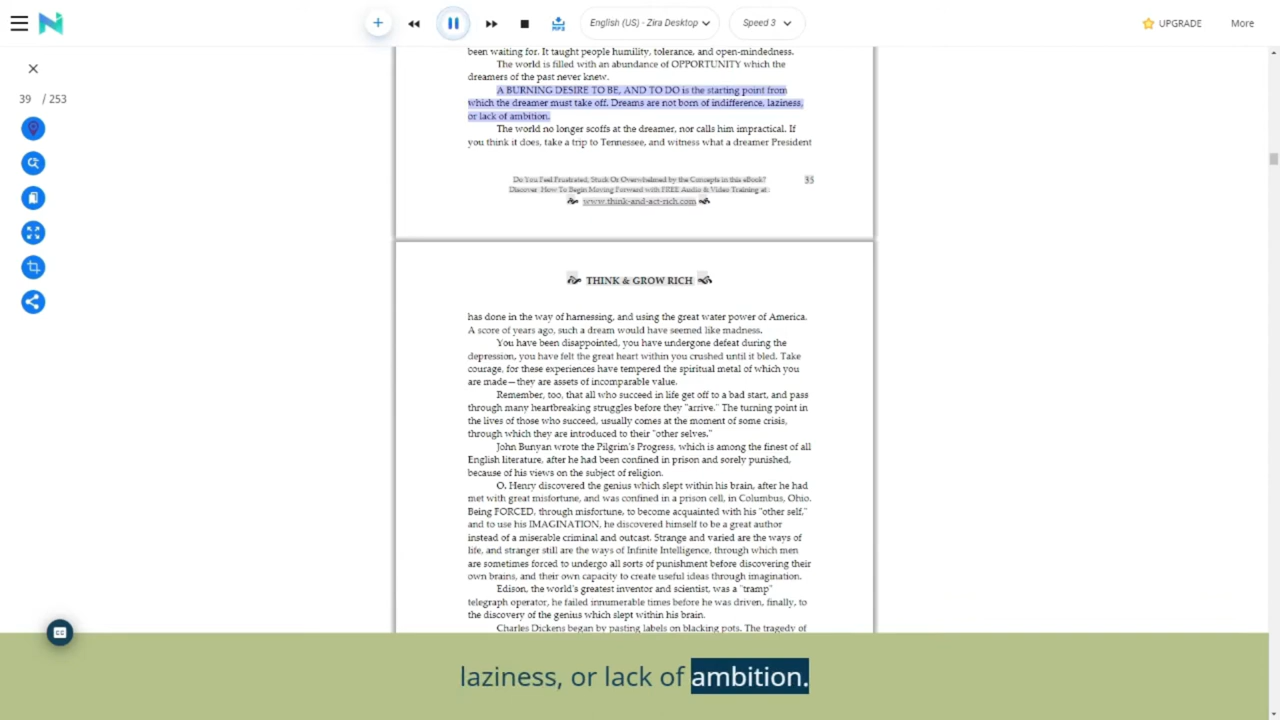 English (US) - Zira Desktop
Speed 3
UPGRADE
More
39 / 253
been waiting for. It taught people humility, tolerance, and open-mindedness.
The world is filled with an abundance of OPPORTUNITY which the
dreamers of the past never knew.
A BURNING DESIRE TO BE, AND TO DO is the starting point from
which the dreamer must take off. Dreams are not born of indifference, laziness,
or lack of ambition.
The world no longer scoffs at the dreamer, nor calls him impractical. If
you think it does, take a trip to Tennessee, and witness what a dreamer President
Do You Feel Frustrated, Stuck Or Overwhelmed by the Concepts in this eBook?
35
Discover How To Begin Moving Forward with FREE Audio & Video Training at:
www.think-and-act-rich.com
THINK & GROW RICH
has done in the way of harnessing, and using the great water power of America.
A score of years ago, such a dream would have seemed like madness.
You have been disappointed, you have undergone defeat during the
depression, you have felt the great heart within you crushed until it bled. Take
courage, for these experiences have tempered the spiritual metal of which you
are made—they are assets of incomparable value.
Remember, too, that all who succeed in life get off to a bad start, and pass
through many heartbreaking struggles before they "arrive." The turning point in
the lives of those who succeed, usually comes at the moment of some crisis,
through which they are introduced to their "other selves."
John Bunyan wrote the Pilgrim's Progress, which is among the finest of all
English literature, after he had been confined in prison and sorely punished,
because of his views on the subject of religion.
O. Henry discovered the genius which slept within his brain, after he had
met with great misfortune, and was confined in a prison cell, in Columbus, Ohio.
Being FORCED, through misfortune, to become acquainted with his "other self,"
and to use his IMAGINATION, he discovered himself to be a great author
instead of a miserable criminal and outcast. Strange and varied are the ways of
life, and stranger still are the ways of Infinite Intelligence, through which men
are sometimes forced to undergo all sorts of punishment before discovering their
own brains, and their own capacity to create useful ideas through imagination.
Edison, the world's greatest inventor and scientist, was a "tramp"
telegraph operator, he failed innumerable times before he was driven, finally, to
the discovery of the genius which slept within his brain.
Charles Dickens began by pasting labels on blacking pots. The tragedy of
CC
laziness, or lack of ambition.
MP3